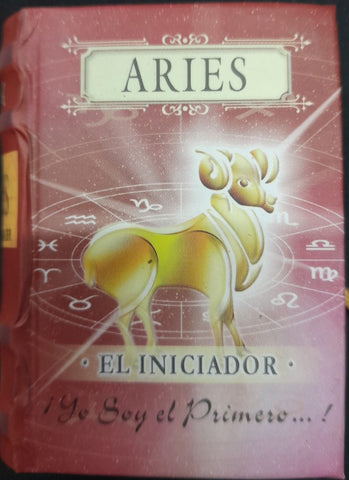 ARIES
· EL INICIADOR ·
¡Yo Soy el Primero...!